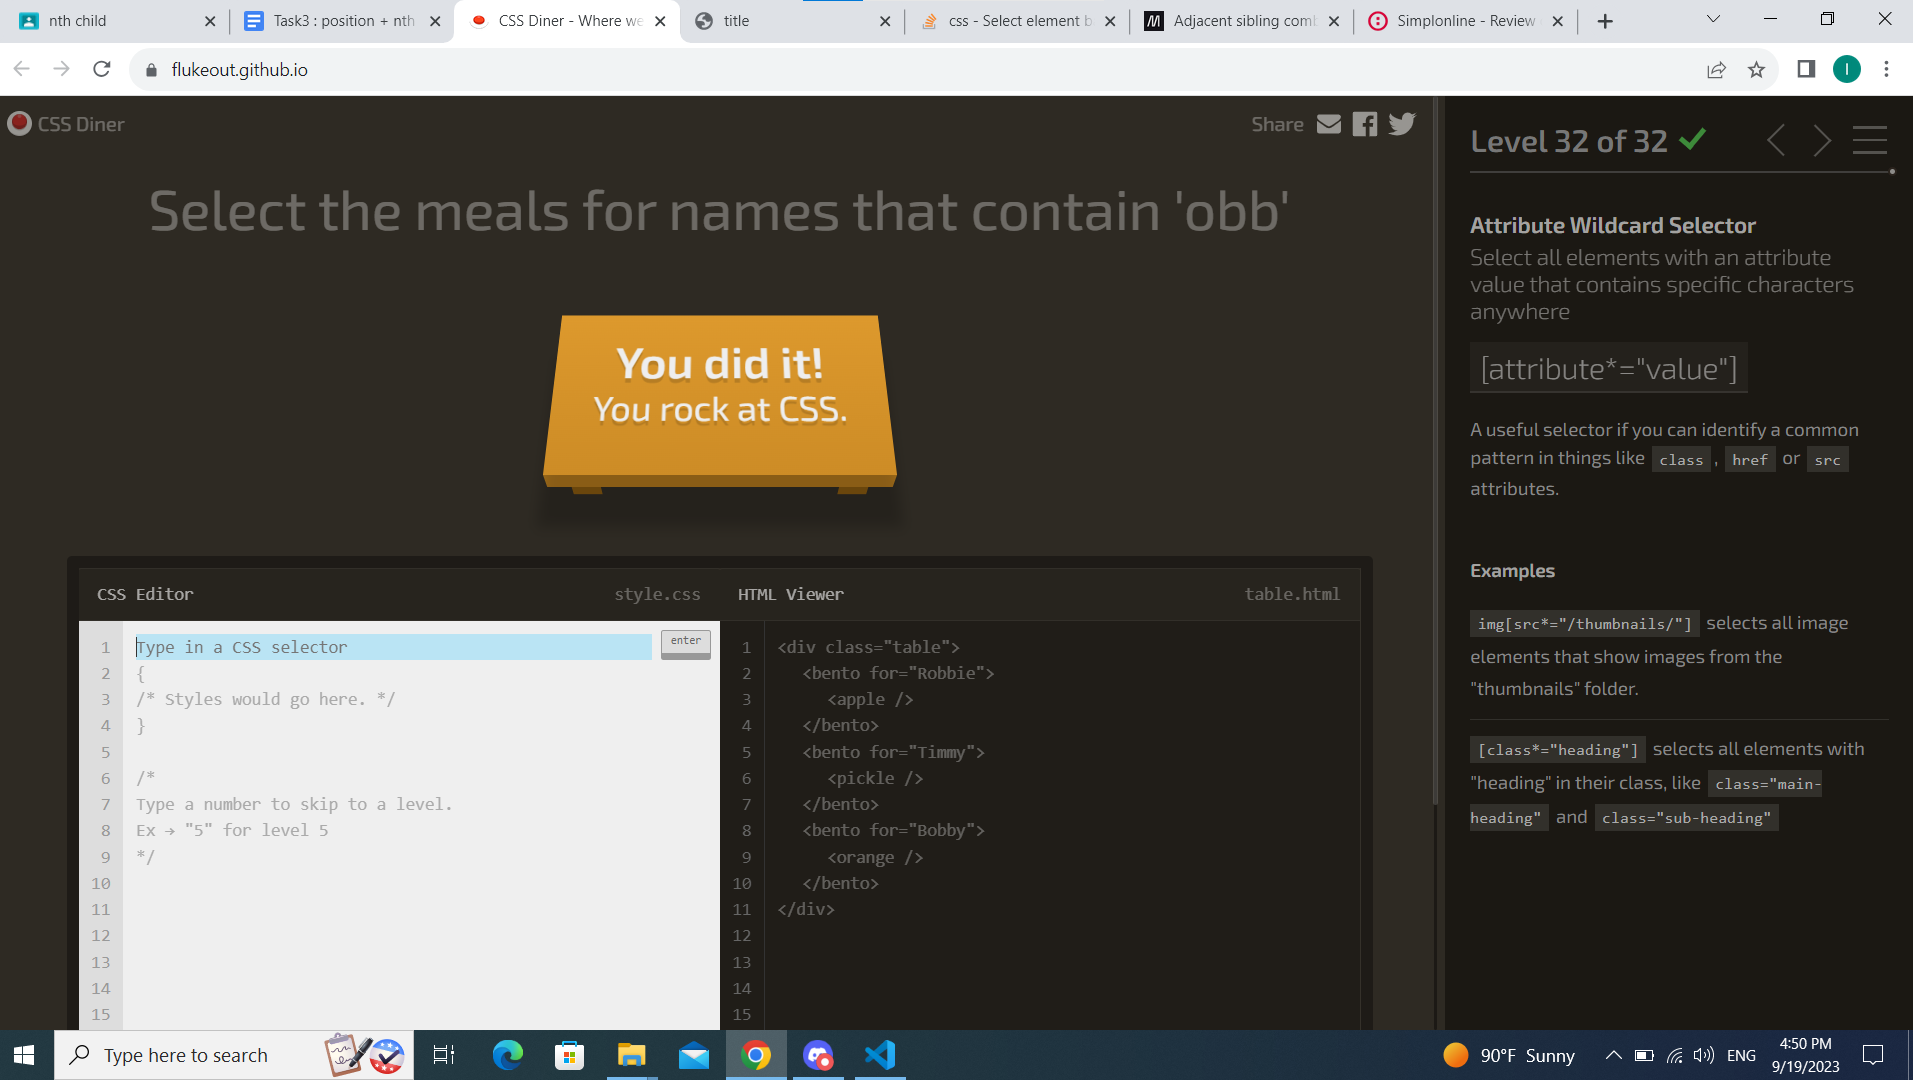 nth child
Task3 : position + nth
CSS Diner - Where we
title
css - Select element b
Adjacent sibling comb
Simplonline - Review
flukeout.github.io
I
CSS Diner
Share
Select the meals for names that contain 'obb'
You did it!
You rock at CSS.
CSS Editor
style.css
HTML Viewer
table.html
1 Type in a CSS selector
enter
2 {
3 /* Styles would go here. */
4 }
5
6 /*
7 Type a number to skip to a level.
8 Ex → "5" for level 5
9 */
10
11
12
13
14
15
1 <div class="table">
2 <bento for="Robbie">
3 <apple />
4 </bento>
5 <bento for="Timmy">
6 <pickle />
7 </bento>
8 <bento for="Bobby">
9 <orange />
10 </bento>
11 </div>
12
13
14
15
Level 32 of 32
Attribute Wildcard Selector
Select all elements with an attribute
value that contains specific characters
anywhere
[attribute*="value"]
A useful selector if you can identify a common
pattern in things like class , href or src
attributes.
Examples
img[src*="/thumbnails/"] selects all image
elements that show images from the
"thumbnails" folder.
[class*="heading"] selects all elements with
"heading" in their class, like class="main-
heading" and class="sub-heading"
Type here to search
90°F Sunny
ENG
4:50 PM
9/19/2023